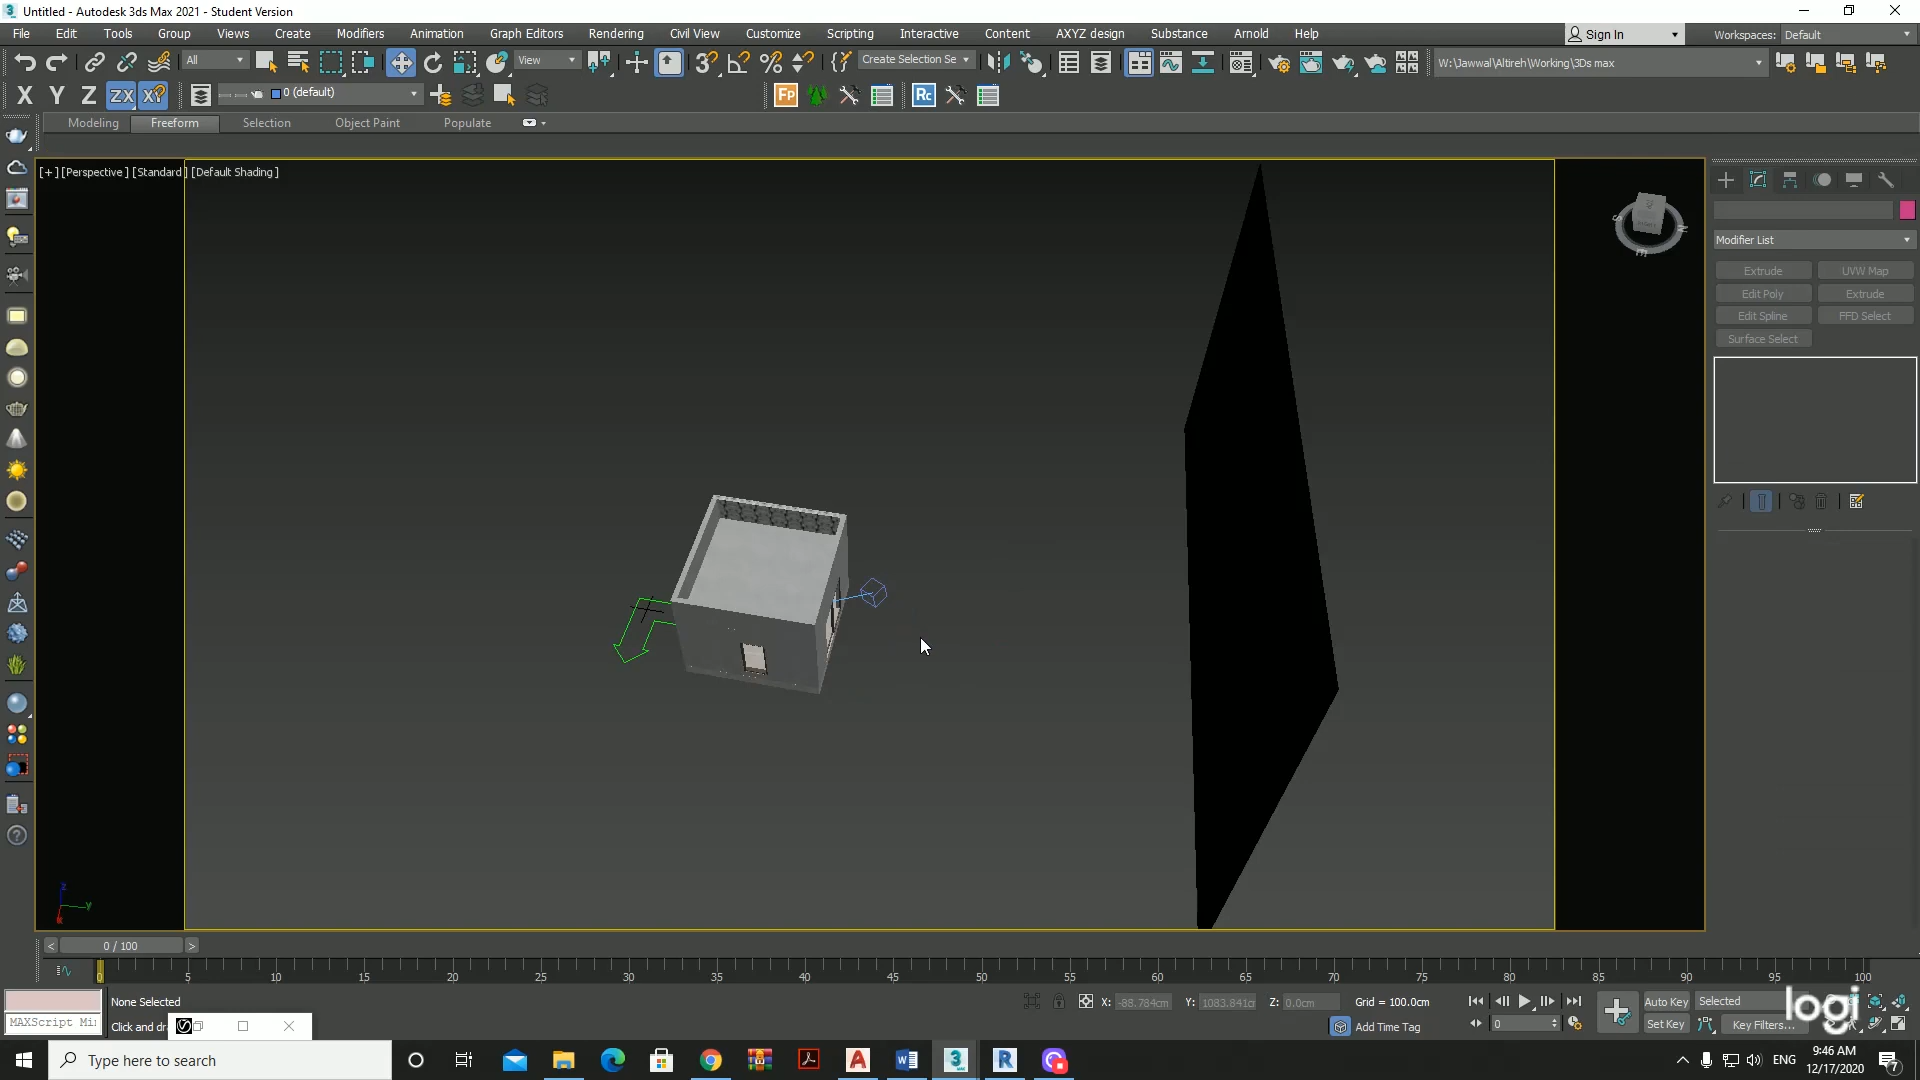 Untitled - Autodesk 3ds Max 2021 - Student Version
File Edit Tools Group Views Create Modifiers Animation Graph Editors Rendering Civil View Customize Scripting Interactive Content AXYZ design Substance Arnold Help
Sign In
Workspaces: Default
All
View
Create Selection Se
W:\Jawwal\Altireh\Working\3Ds max
X Y Z ZX XY
0 (default)
Fp
Rc
Modeling Freeform Selection Object Paint Populate
[+] [Perspective ] [Standard ] [Default Shading ]
Modifier List
Extrude UVW Map
Edit Poly Extrude
Edit Spline FFD Select
Surface Select
z
y
x
< 0 / 100 >
0 5 10 15 20 25 30 35 40 45 50 55 60 65 70 75 80 85 90 95 100
None Selected
X: -88.784cm Y: 1083.841cm Z: 0.0cm Grid = 100.0cm
Auto Key Selected
MAXScript Mi
Click and dr
Add Time Tag
0
Set Key Key Filters...
logi
Type here to search
ENG
9:46 AM
12/17/2020
7